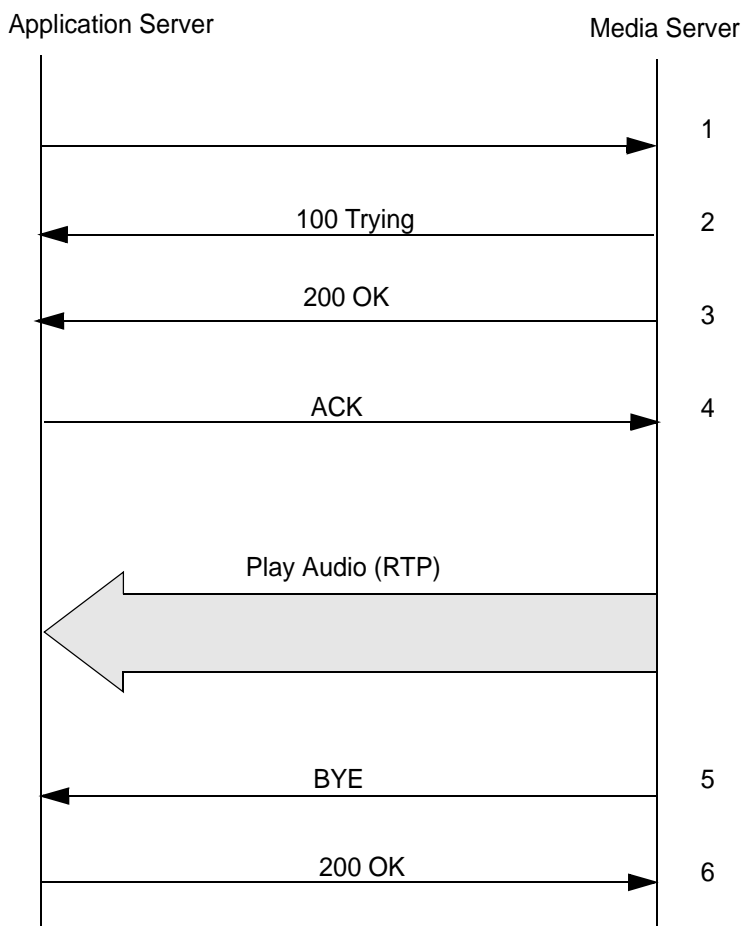 Application Server
Media Server
1
100 Trying
2
200 OK
3
ACK
4
Play Audio (RTP)
BYE
5
200 OK
6